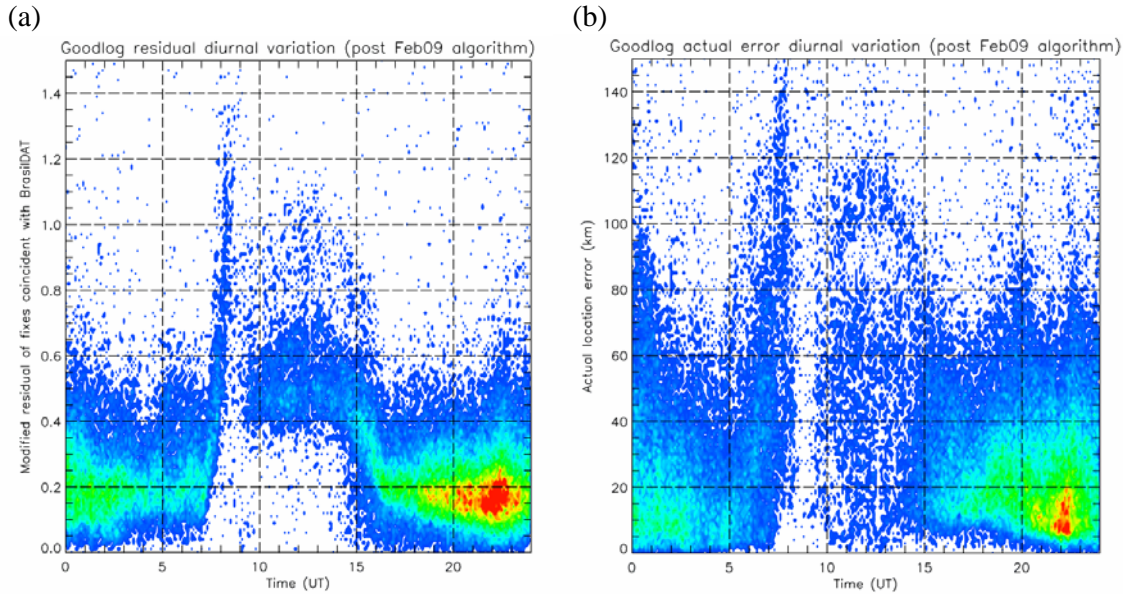 (a)
Goodlog residual diurnal variation (post Feb09 algorithm)
Modified residual of fixes coincident with BrasilDAT
1.4
1.2
1.0
0.8
0.6
0.4
0.2
0.0
0 5 10 15 20
Time (UT)
(b)
Goodlog actual error diurnal variation (post Feb09 algorithm)
Actual location error (km)
140
120
100
80
60
40
20
0
0 5 10 15 20
Time (UT)